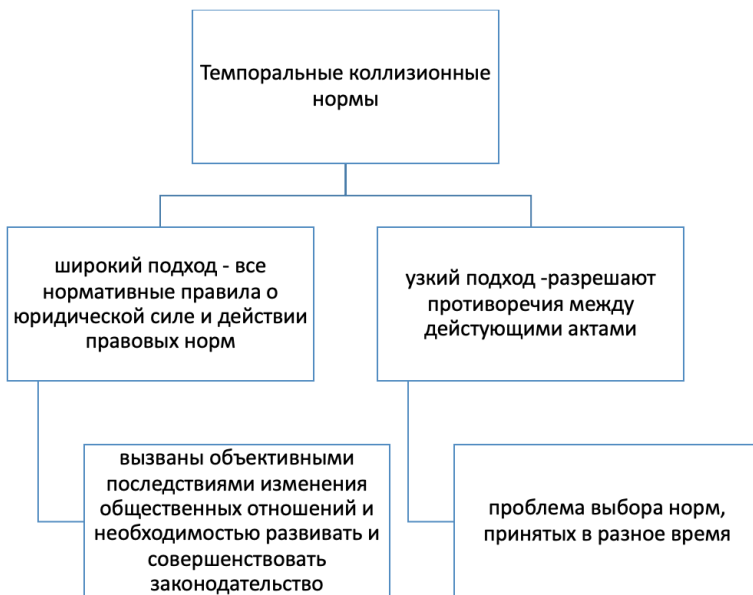 Темпоральные коллизионные
нормы
широкий подход - все
нормативные правила о
юридической силе и действии
правовых норм
узкий подход -разрешают
противоречия между
дейстующими актами
вызваны объективными
последствиями изменения
общественных отношений и
необходимостью развивать и
совершенствовать
законодательство
проблема выбора норм,
принятых в разное время